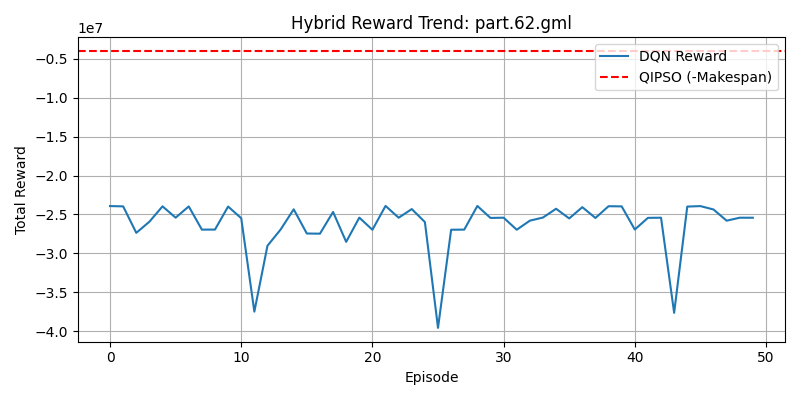 Hybrid Reward Trend: part.62.gml
1e7
DQN Reward
QIPSO (-Makespan)
Total Reward
−0.5
−1.0
−1.5
−2.0
−2.5
−3.0
−3.5
−4.0
0 10 20 30 40 50
Episode